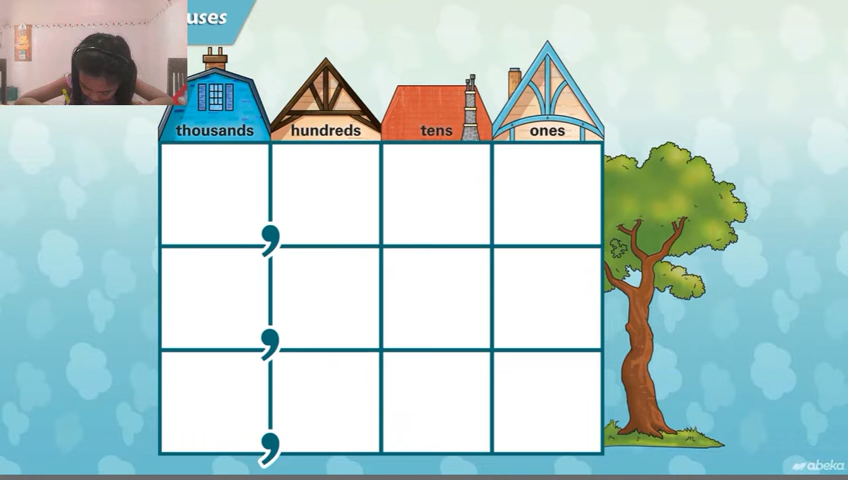 uses
thousands hundreds tens ones
,
,
,
abeka